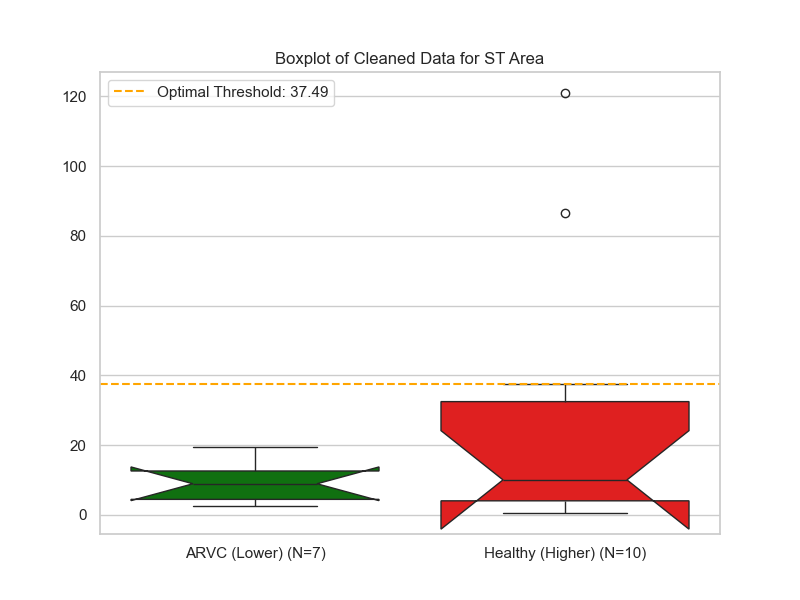 Boxplot of Cleaned Data for ST Area
Optimal Threshold: 37.49
120
100
80
60
40
20
0
ARVC (Lower) (N=7)
Healthy (Higher) (N=10)